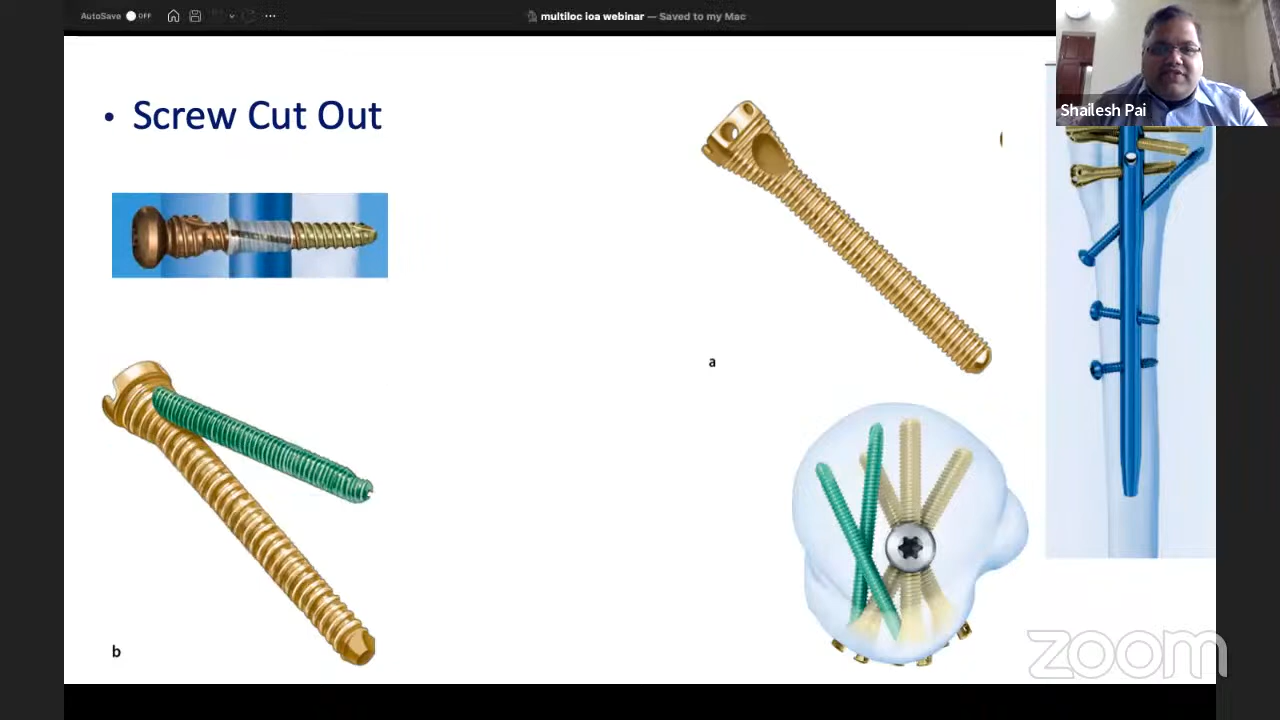 AutoSave OFF
multiloc ioa webinar — Saved to my Mac
Shailesh Pai
• Screw Cut Out
a
b
zoom